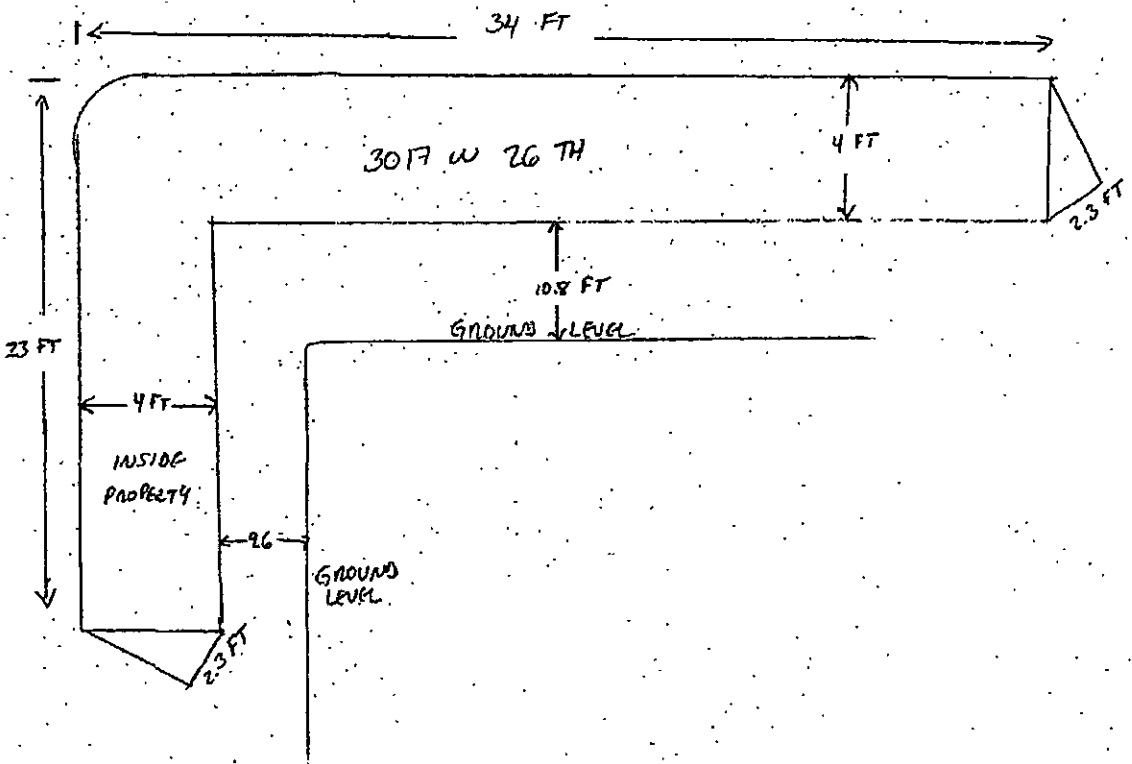 34 FT
3017 W 26 TH
4 FT
2.3 FT
10.8 FT
GROUND LEVEL
23 FT
4 FT
INSIDE
PROPERTY
GROUND
LEVEL
2.3 FT